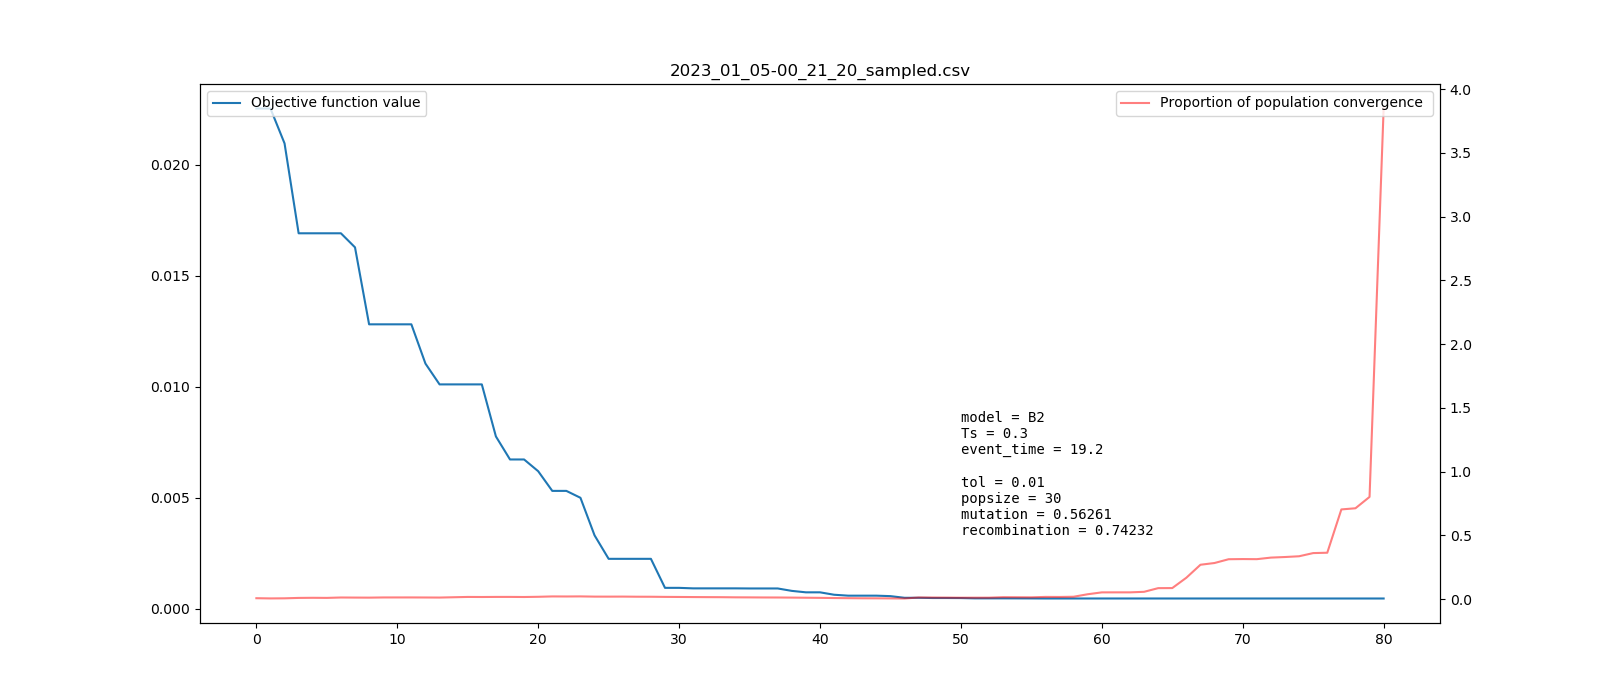 2023_01_05-00_21_20_sampled.csv
Objective function value
Proportion of population convergence
0.020
0.015
0.010
0.005
0.000
4.0
3.5
3.0
2.5
2.0
1.5
1.0
0.5
0.0
model = B2
Ts = 0.3
event_time = 19.2
tol = 0.01
popsize = 30
mutation = 0.56261
recombination = 0.74232
0 10 20 30 40 50 60 70 80